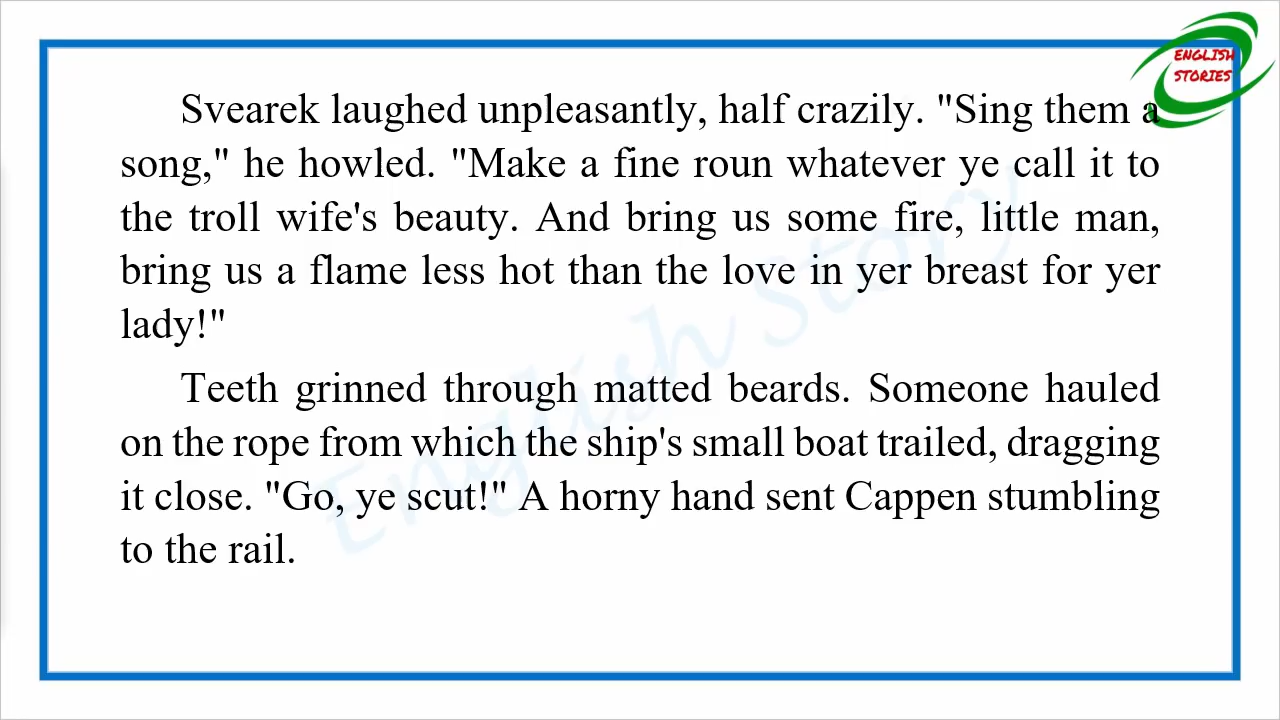 ENGLISH
STORIES
Svearek laughed unpleasantly, half crazily. "Sing them a
song," he howled. "Make a fine roun whatever ye call it to
the troll wife's beauty. And bring us some fire, little man,
bring us a flame less hot than the love in yer breast for yer
lady!"
Teeth grinned through matted beards. Someone hauled
on the rope from which the ship's small boat trailed, dragging
it close. "Go, ye scut!" A horny hand sent Cappen stumbling
to the rail.
English Story